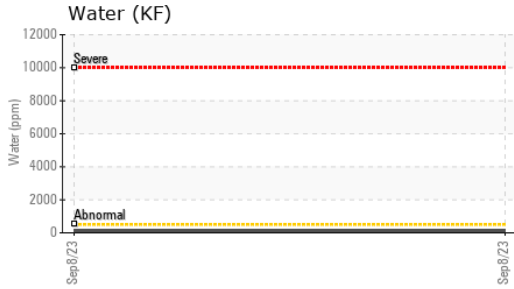 Water (KF)
12000
Severe
10000
8000
Water (ppm)
6000
4000
2000
Abnormal
0
Sep8/23
Sep8/23